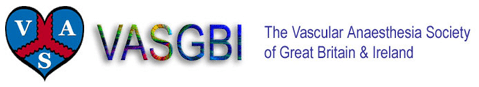 V A
S
VASGBI
The Vascular Anaesthesia Society
of Great Britain & Ireland